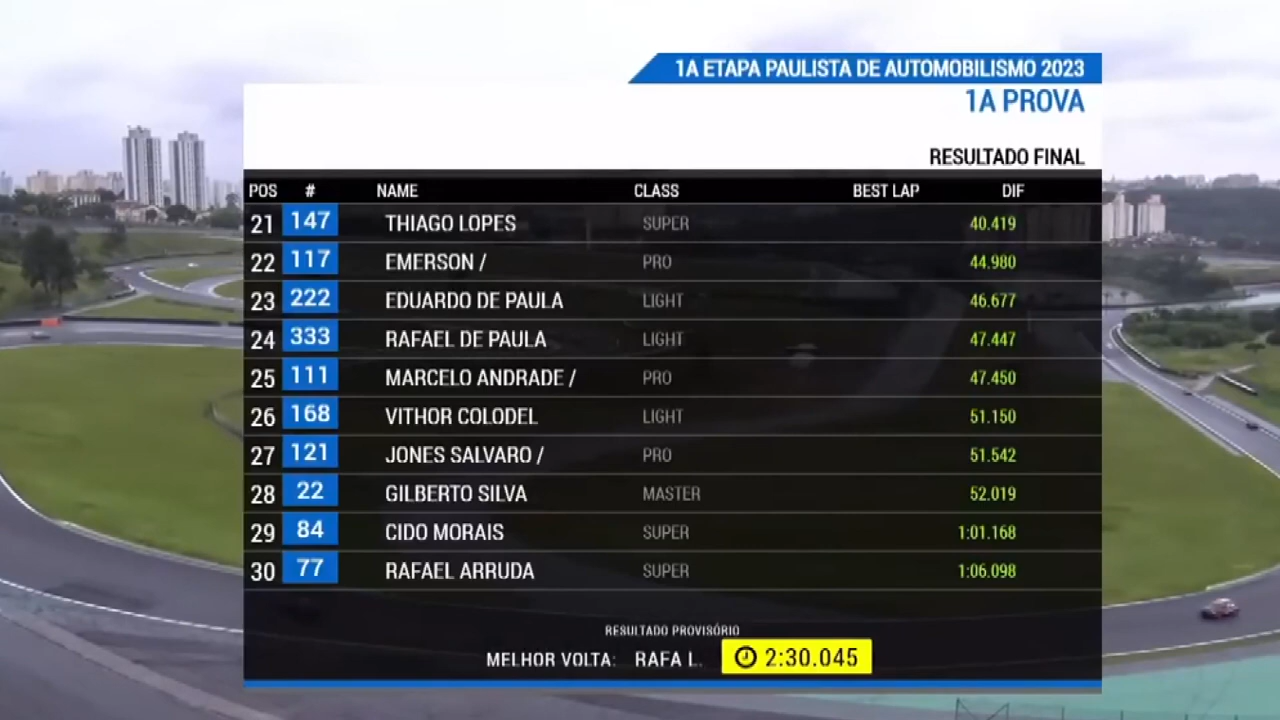 1A ETAPA PAULISTA DE AUTOMOBILISMO 2023
1A PROVA
RESULTADO FINAL
POS # NAME CLASS BEST LAP DIF
21 147 THIAGO LOPES SUPER 40.419
22 117 EMERSON / PRO 44.980
23 222 EDUARDO DE PAULA LIGHT 46.677
24 333 RAFAEL DE PAULA LIGHT 47.447
25 111 MARCELO ANDRADE / PRO 47.450
26 168 VITHOR COLODEL LIGHT 51.150
27 121 JONES SALVARO / PRO 51.542
28 22 GILBERTO SILVA MASTER 52.019
29 84 CIDO MORAIS SUPER 1:01.168
30 77 RAFAEL ARRUDA SUPER 1:06.098
RESULTADO PROVISÓRIO
MELHOR VOLTA: RAFA L. 2:30.045